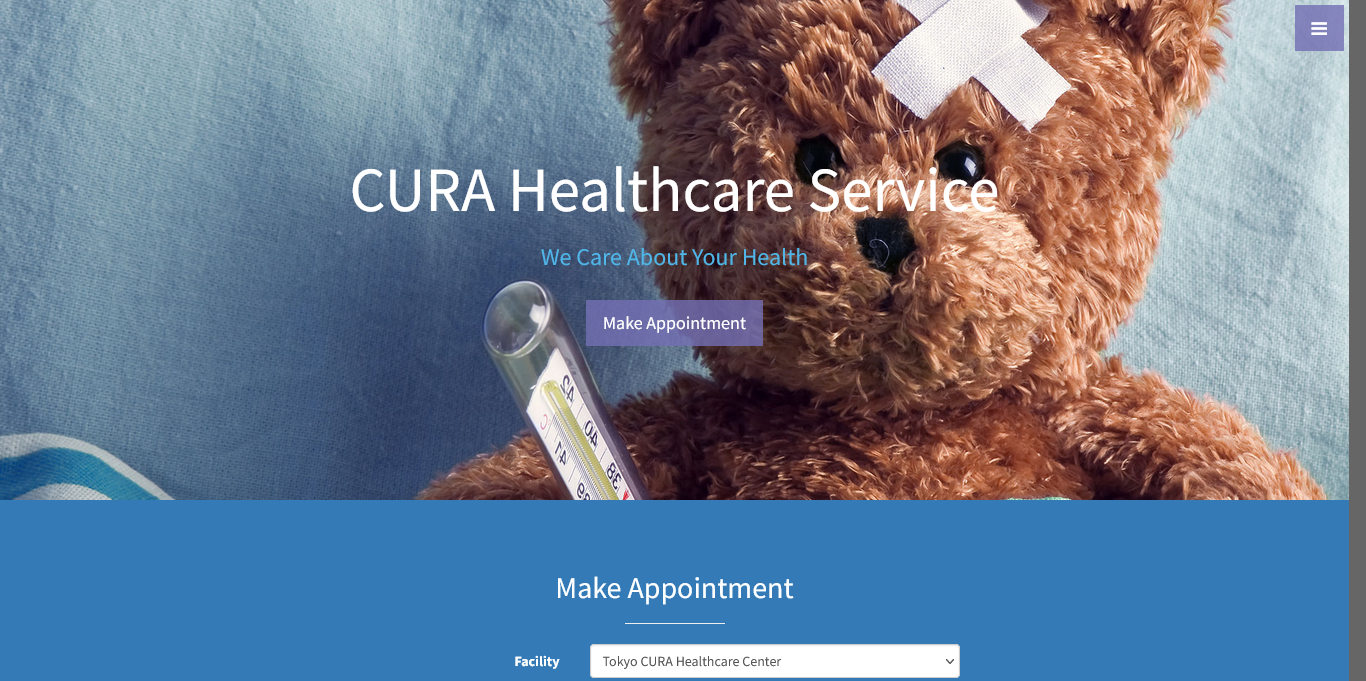 CURA Healthcare Service
We Care About Your Health
Make Appointment
Make Appointment
Facility
Tokyo CURA Healthcare Center